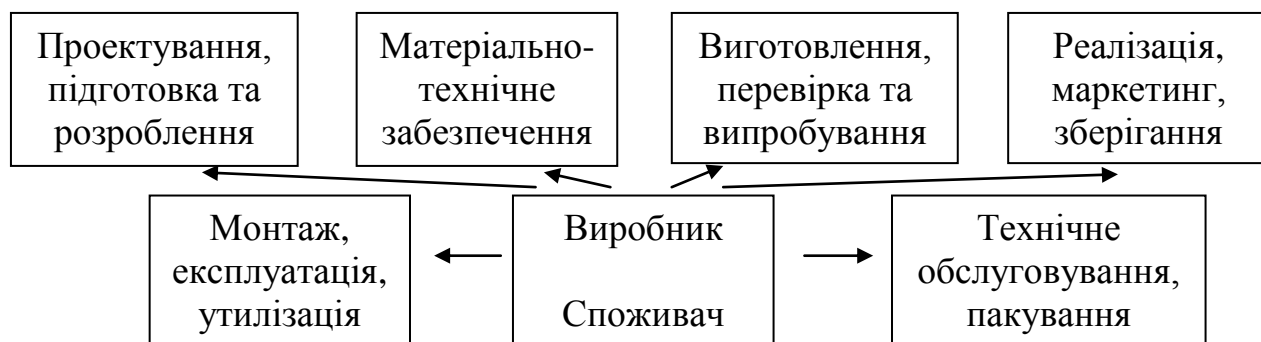 Проектування,
підготовка та
розроблення
Матеріально-
технічне
забезпечення
Виготовлення,
перевірка та
випробування
Реалізація,
маркетинг,
зберігання
Монтаж,
експлуатація,
утилізація
Виробник
Споживач
Технічне
обслуговування,
пакування